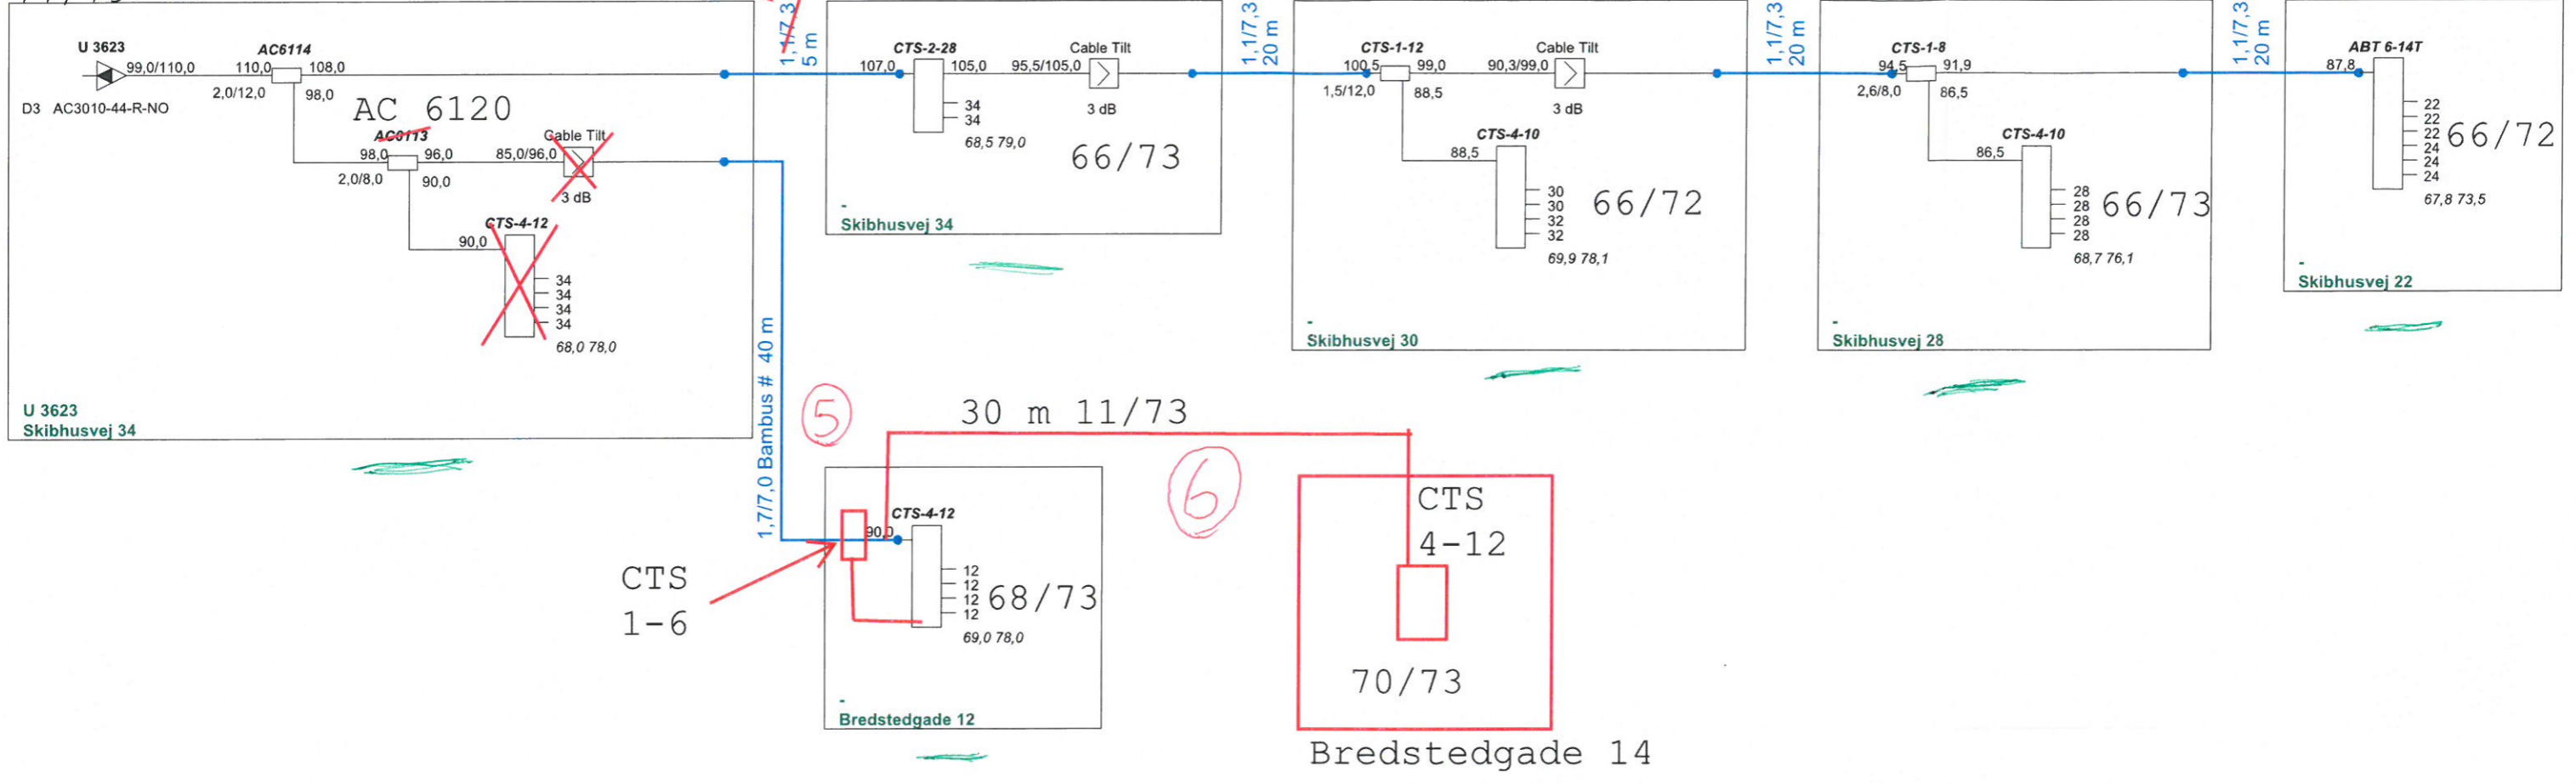 U 3623
99,0/110,0
D3 AC3010-44-R-NO
AC6114
110,0 108,0
2,0/12,0 98,0
AC 6120
98,0 96,0
2,0/8,0 90,0
Cable Tilt
85,0/96,0
3 dB
CTS-4-12
90,0
34
34
34
34
68,0 78,0
U 3623
Skibhusvej 34
1,1/7,3
5 m
CTS-2-28
107,0 105,0
34
34
68,5 79,0
Cable Tilt
95,5/105,0
3 dB
66/73
-
Skibhusvej 34
1,1/7,3
20 m
CTS-1-12
100,5 99,0
1,5/12,0 88,5
Cable Tilt
90,3/99,0
3 dB
CTS-4-10
88,5
30
30
32
32
69,9 78,1
66/72
-
Skibhusvej 30
1,1/7,3
20 m
CTS-1-8
94,5 91,9
2,6/8,0 86,5
CTS-4-10
86,5
28
28
28
28
68,7 76,1
66/73
-
Skibhusvej 28
1,1/7,3
20 m
ABT 6-14T
87,8
22
22
22
24
24
24
67,8 73,5
66/72
-
Skibhusvej 22
1,7/7,0 Bambus # 40 m
5
30 m 11/73
6
CTS
1-6
CTS-4-12
90,0
12
12
12
12
69,0 78,0
68/73
-
Bredstedgade 12
CTS
4-12
70/73
Bredstedgade 14